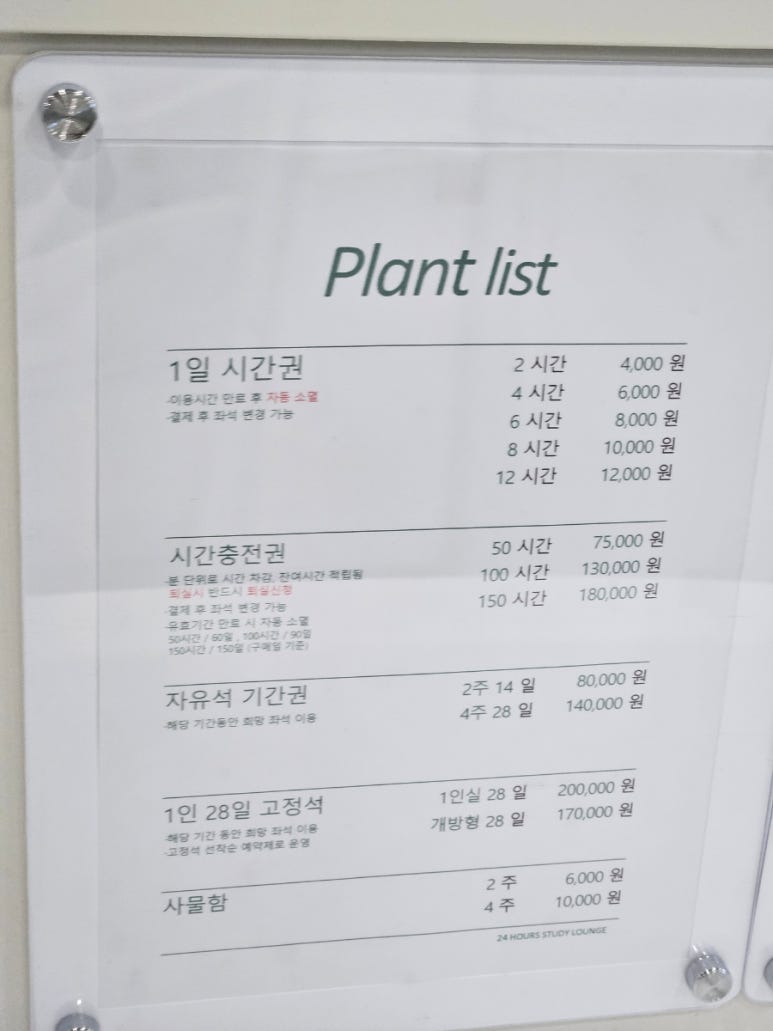 Plant list
1일 시간권
-이용시간 만료 후 자동 소멸
-결제 후 좌석 변경 가능
2 시간 4,000 원
4 시간 6,000 원
6 시간 8,000 원
8 시간 10,000 원
12 시간 12,000 원
시간충전권
-분 단위로 시간 차감, 잔여시간 적립됨
퇴실시 반드시 퇴실신청
-결제 후 좌석 변경 가능
-유효기간 만료 시 자동 소멸
50시간 / 60일 , 100시간 / 90일
150시간 / 150일 (구매일 기준)
50 시간 75,000 원
100 시간 130,000 원
150 시간 180,000 원
자유석 기간권
-해당 기간동안 희망 좌석 이용
2주 14 일 80,000 원
4주 28 일 140,000 원
1인 28일 고정석
-해당 기간 동안 희망 좌석 이용
-고정석 선착순 예약제로 운영
1인실 28 일 200,000 원
개방형 28 일 170,000 원
사물함
2 주 6,000 원
4 주 10,000 원
24 HOURS STUDY LOUNGE